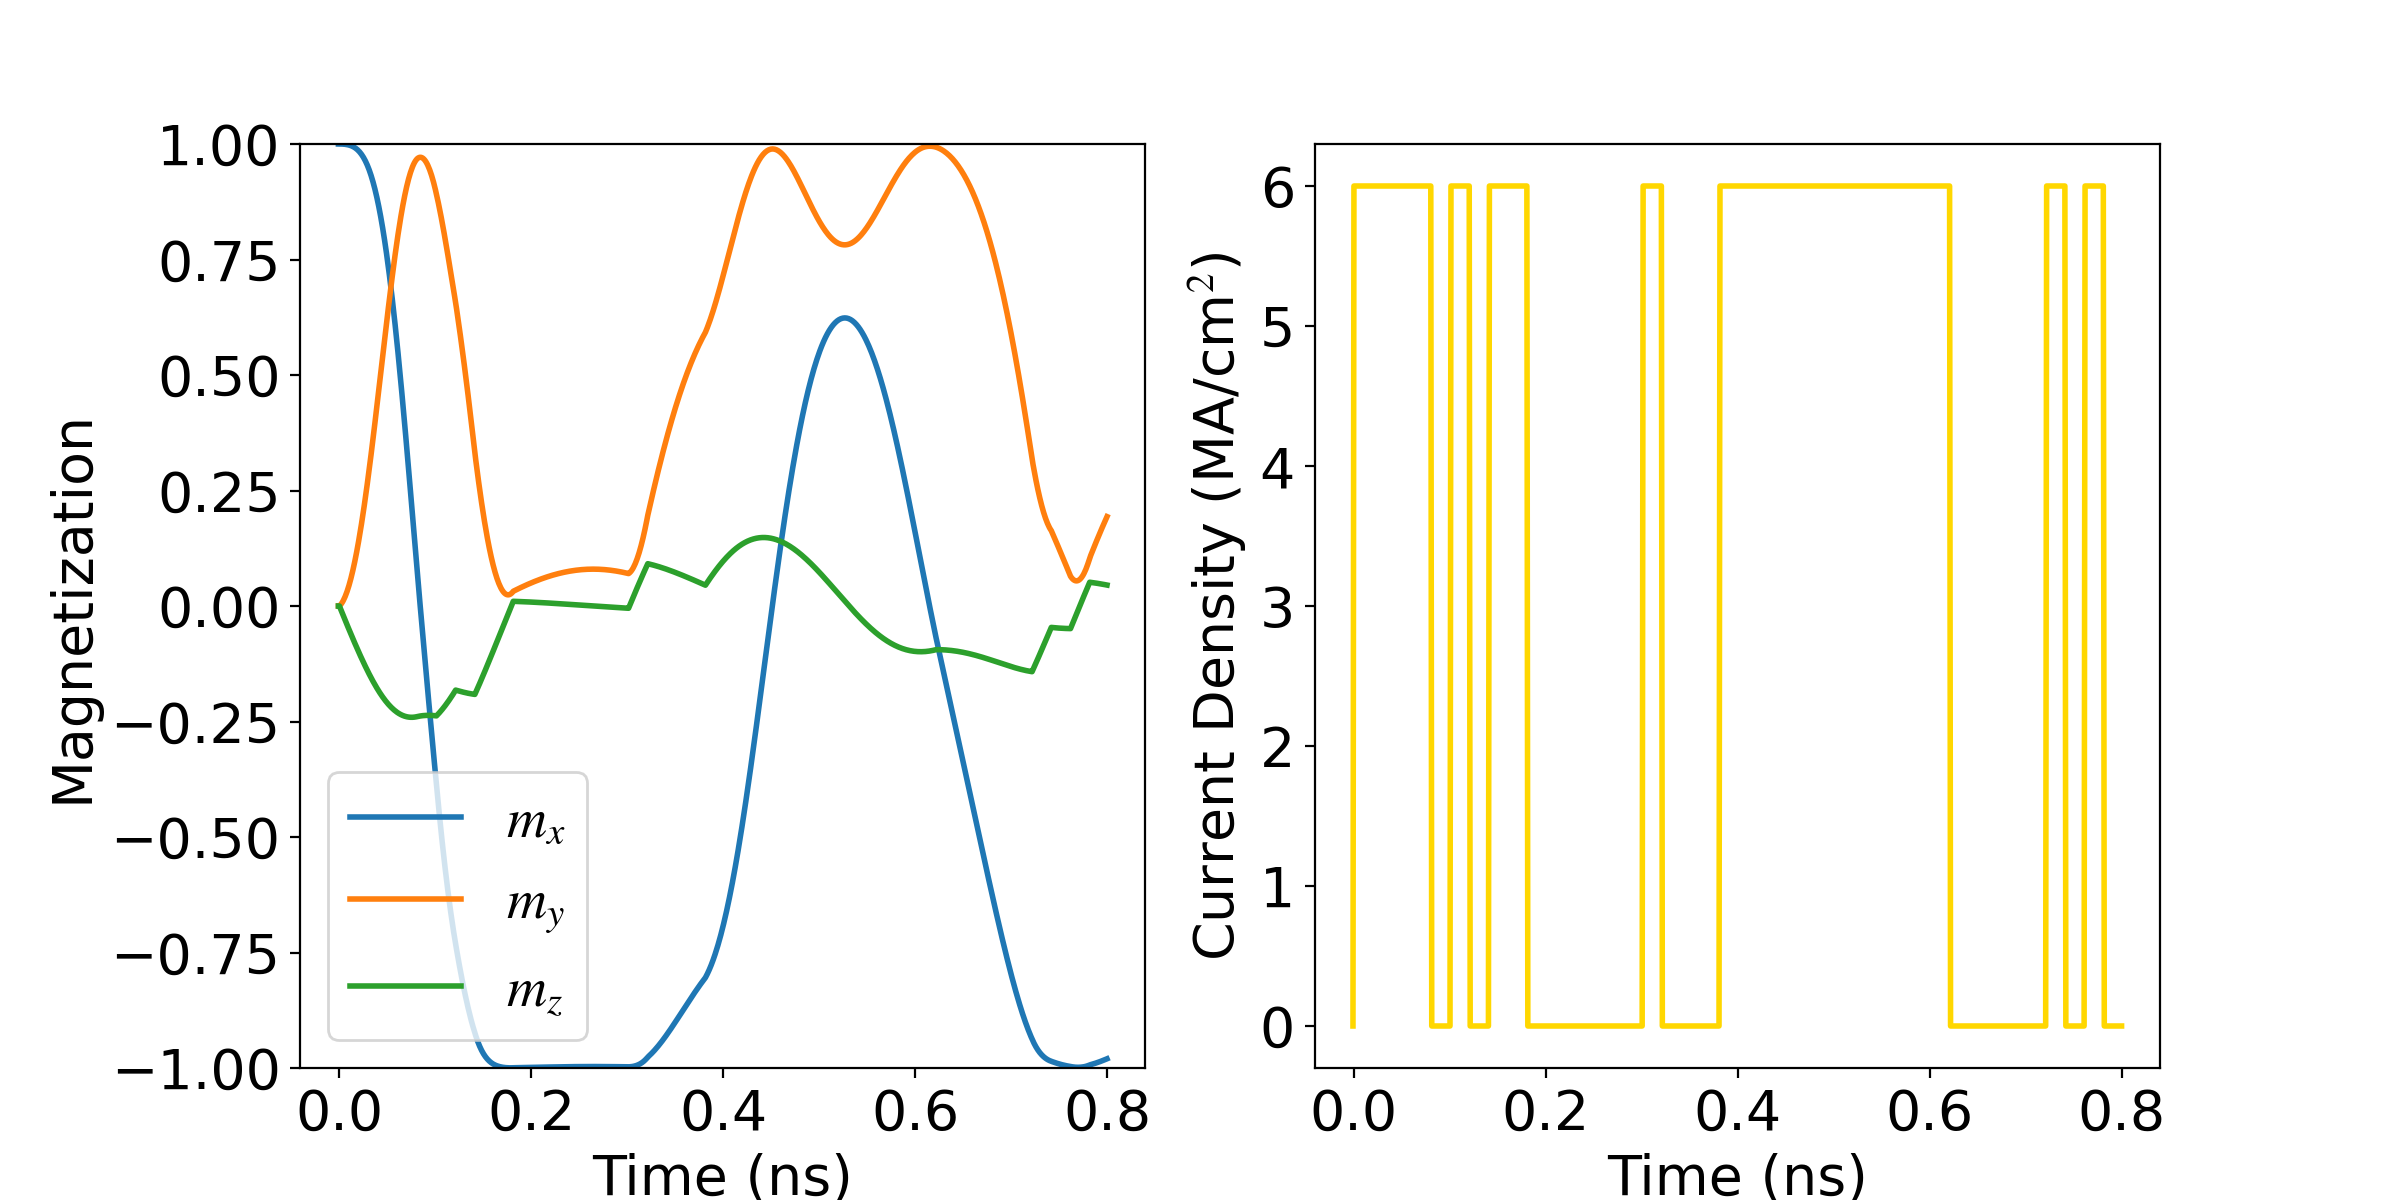 Magnetization
1.00
0.75
0.50
0.25
0.00
−0.25
−0.50
−0.75
−1.00
m_x
m_y
m_z
0.0 0.2 0.4 0.6 0.8
Time (ns)
Current Density (MA/cm²)
6
5
4
3
2
1
0
0.0 0.2 0.4 0.6 0.8
Time (ns)